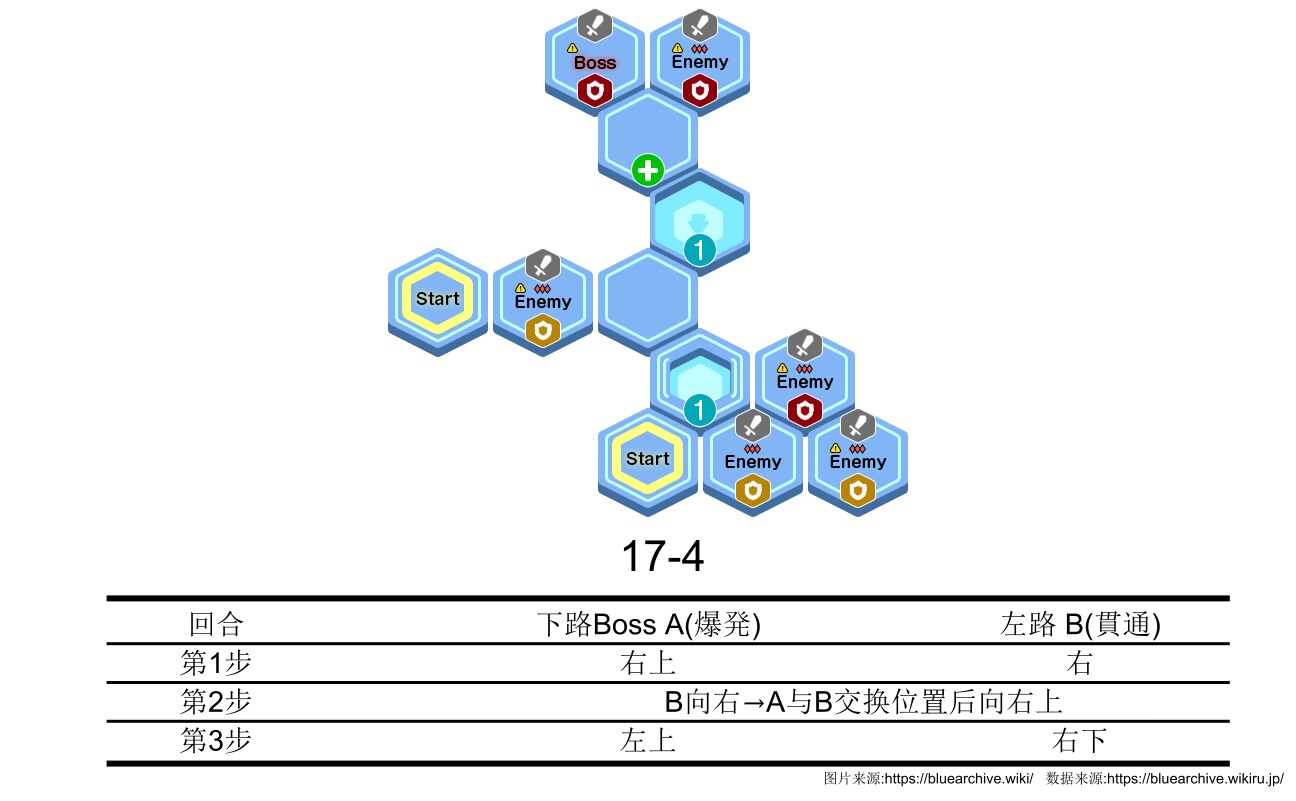 Boss Enemy
1
Start Enemy
Enemy
1
Start Enemy Enemy
17-4
回合 下路Boss A(爆発) 左路 B(貫通)
第1步 右上 右
第2步 B向右→A与B交换位置后向右上
第3步 左上 右下
图片来源:https://bluearchive.wiki/ 数据来源:https://bluearchive.wikiru.jp/